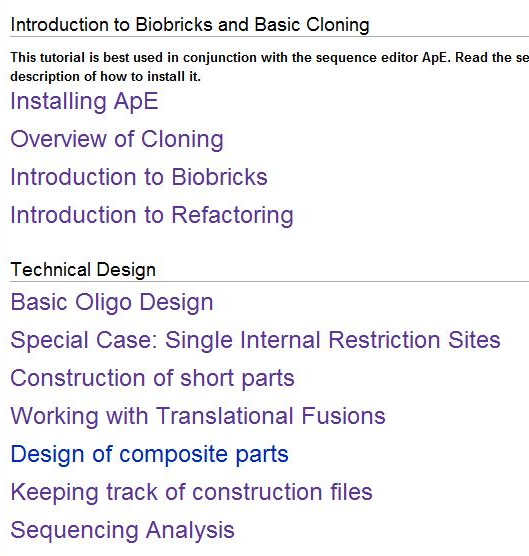 Introduction to Biobricks and Basic Cloning
This tutorial is best used in conjunction with the sequence editor ApE. Read the se
description of how to install it.
Installing ApE
Overview of Cloning
Introduction to Biobricks
Introduction to Refactoring
Technical Design
Basic Oligo Design
Special Case: Single Internal Restriction Sites
Construction of short parts
Working with Translational Fusions
Design of composite parts
Keeping track of construction files
Sequencing Analysis